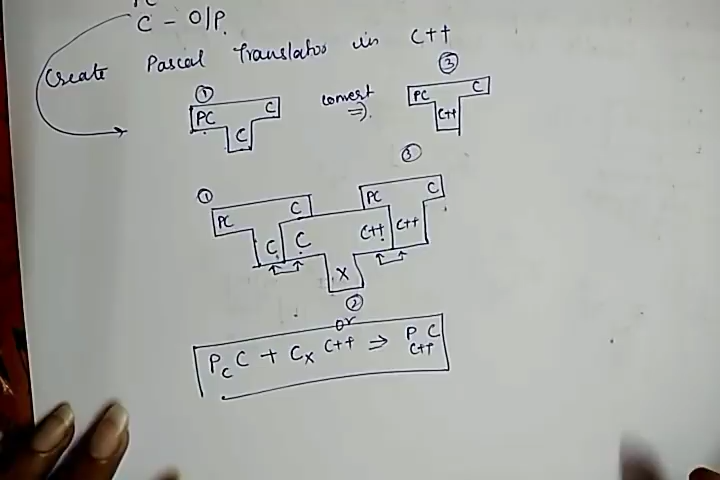 C - O/P.
Create Pascal Translator in C++
① ③
PC C convert ⇒ PC C
C C++
① ③
PC C PC C
C C C++ C++
X
②
or
P_C C + C_X C++ ⇒ P C
C++